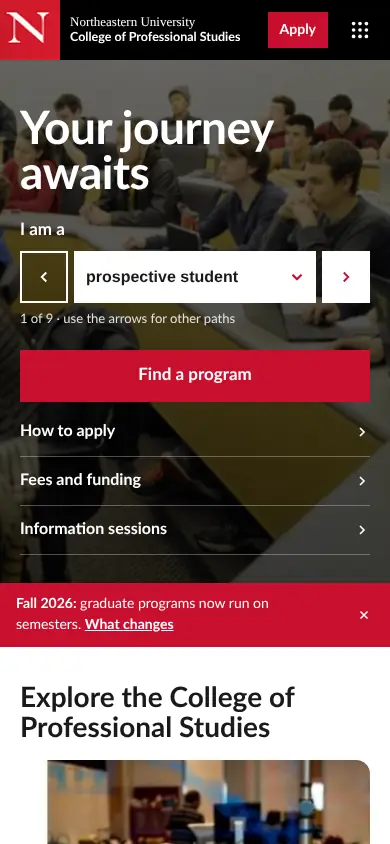 N
Northeastern University
College of Professional Studies
Apply
Your journey
awaits
I am a
prospective student
1 of 9 · use the arrows for other paths
Find a program
How to apply
Fees and funding
Information sessions
Fall 2026: graduate programs now run on
semesters. What changes
Explore the College of
Professional Studies